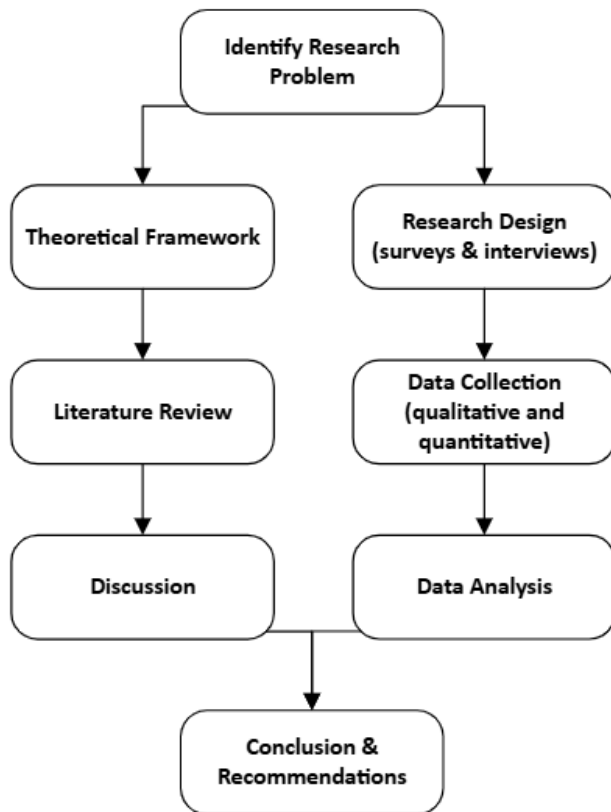 Identify Research
Problem
Theoretical Framework
Research Design
(surveys & interviews)
Literature Review
Data Collection
(qualitative and
quantitative)
Discussion
Data Analysis
Conclusion &
Recommendations